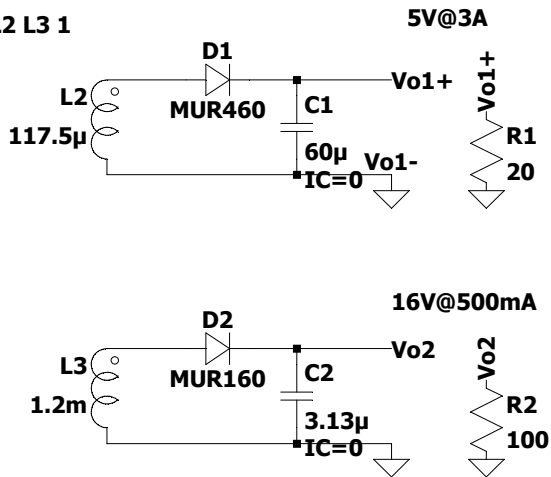 L2 L3 1
5V@3A
D1
MUR460
L2
117.5µ
C1
60µ
IC=0
Vo1+
Vo1-
Vo1+
R1
20
16V@500mA
D2
MUR160
L3
1.2m
C2
3.13µ
IC=0
Vo2
Vo2
R2
100